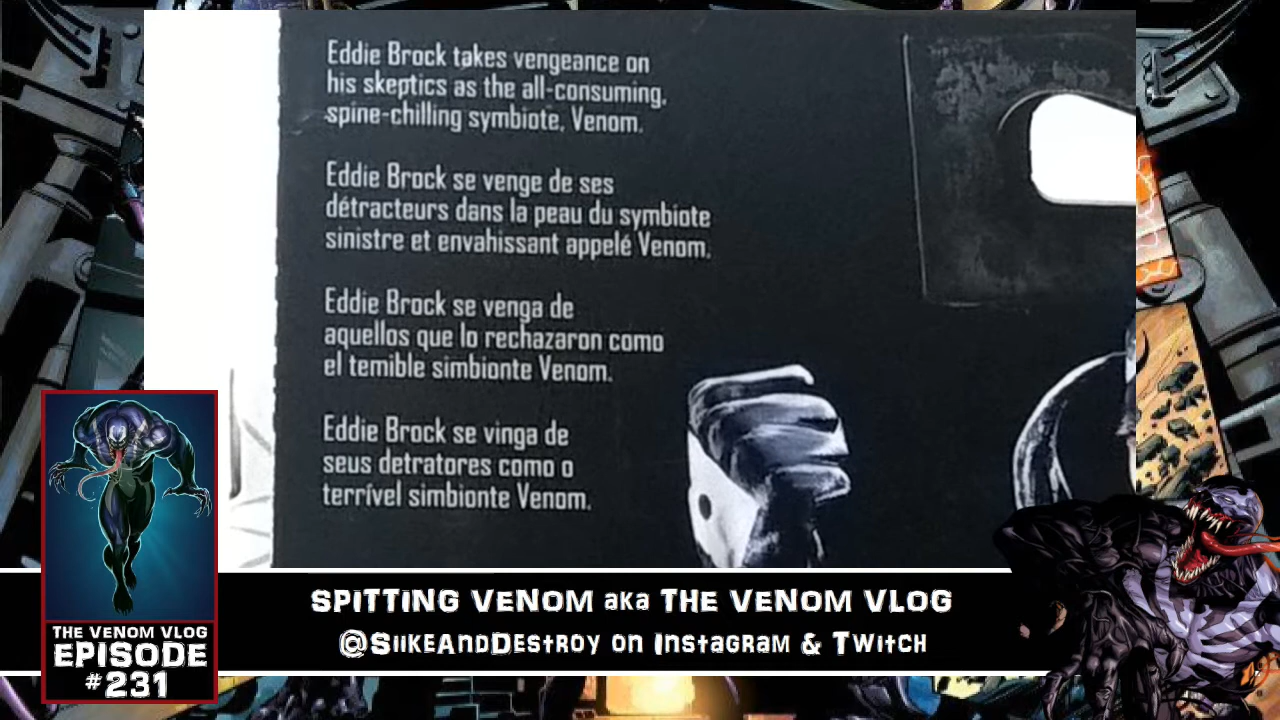 Eddie Brock takes vengeance on
his skeptics as the all-consuming,
spine-chilling symbiote, Venom.
Eddie Brock se venge de ses
détracteurs dans la peau du symbiote
sinistre et envahissant appelé Venom.
Eddie Brock se venga de
aquellos que lo rechazaron como
el temible simbionte Venom.
Eddie Brock se vinga de
seus detratores como o
terrível simbionte Venom.
SPITTING VENOM aka THE VENOM VLOG
@SIIKEANDDESTROY ON INSTAGRAM & TWITCH
THE VENOM VLOG
EPISODE
#231